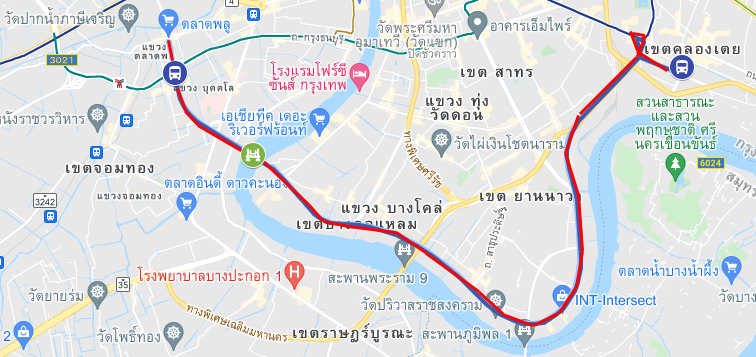 วัดปากน้ำภาษีเจริญ
ตลาดพลู
4
วัดพระศรีมหา
อุมาเทวี (วัดแขก)
อาคารเอ็มไพร์
ถ.กรุงธนบุรี
ปิติชั่วคราว
แขวง
ตลาดพลู
3021
แขวง บุคคโล
โรงแรมโฟร์ซี
ซันส์ กรุงเทพ
เขต สาทร
เขตคลองเตย
แขวง ทุ่ง
วัดดอน
หนังราชวรวิหาร
เอเชียทีค เดอะ
ริเวอร์ฟร้อนท์
วัดไผ่เงินโชตนาราม
สวนสาธารณะ
และสวน
พฤกษชาติ ศรี
นครเขื่อนขันธ์
6024
ทางพิเศษศรีรัช
เขตจอมทอง
ตลาดอินดี้ ดาวคะนอง
แขวงจอมทอง
3242
แขวง บางโคล่
เขตบางคอแหลม
เขต ยานนาวา
ถ. สาธุประดิษฐ์
โรงพยาบาลบางปะกอก 1
สะพานพระราม 9
ตลาดน้ำบางน้ำผึ้ง
35
วัดยายร่ม
วัดปริวาสราชสงคราม
INT-Intersect
วัดบาง
ทางพิเศษเฉลิมมหานคร
2
วัดโพธิ์ทอง
เขตราษฎร์บูรณะ
สะพานภูมิพล 1